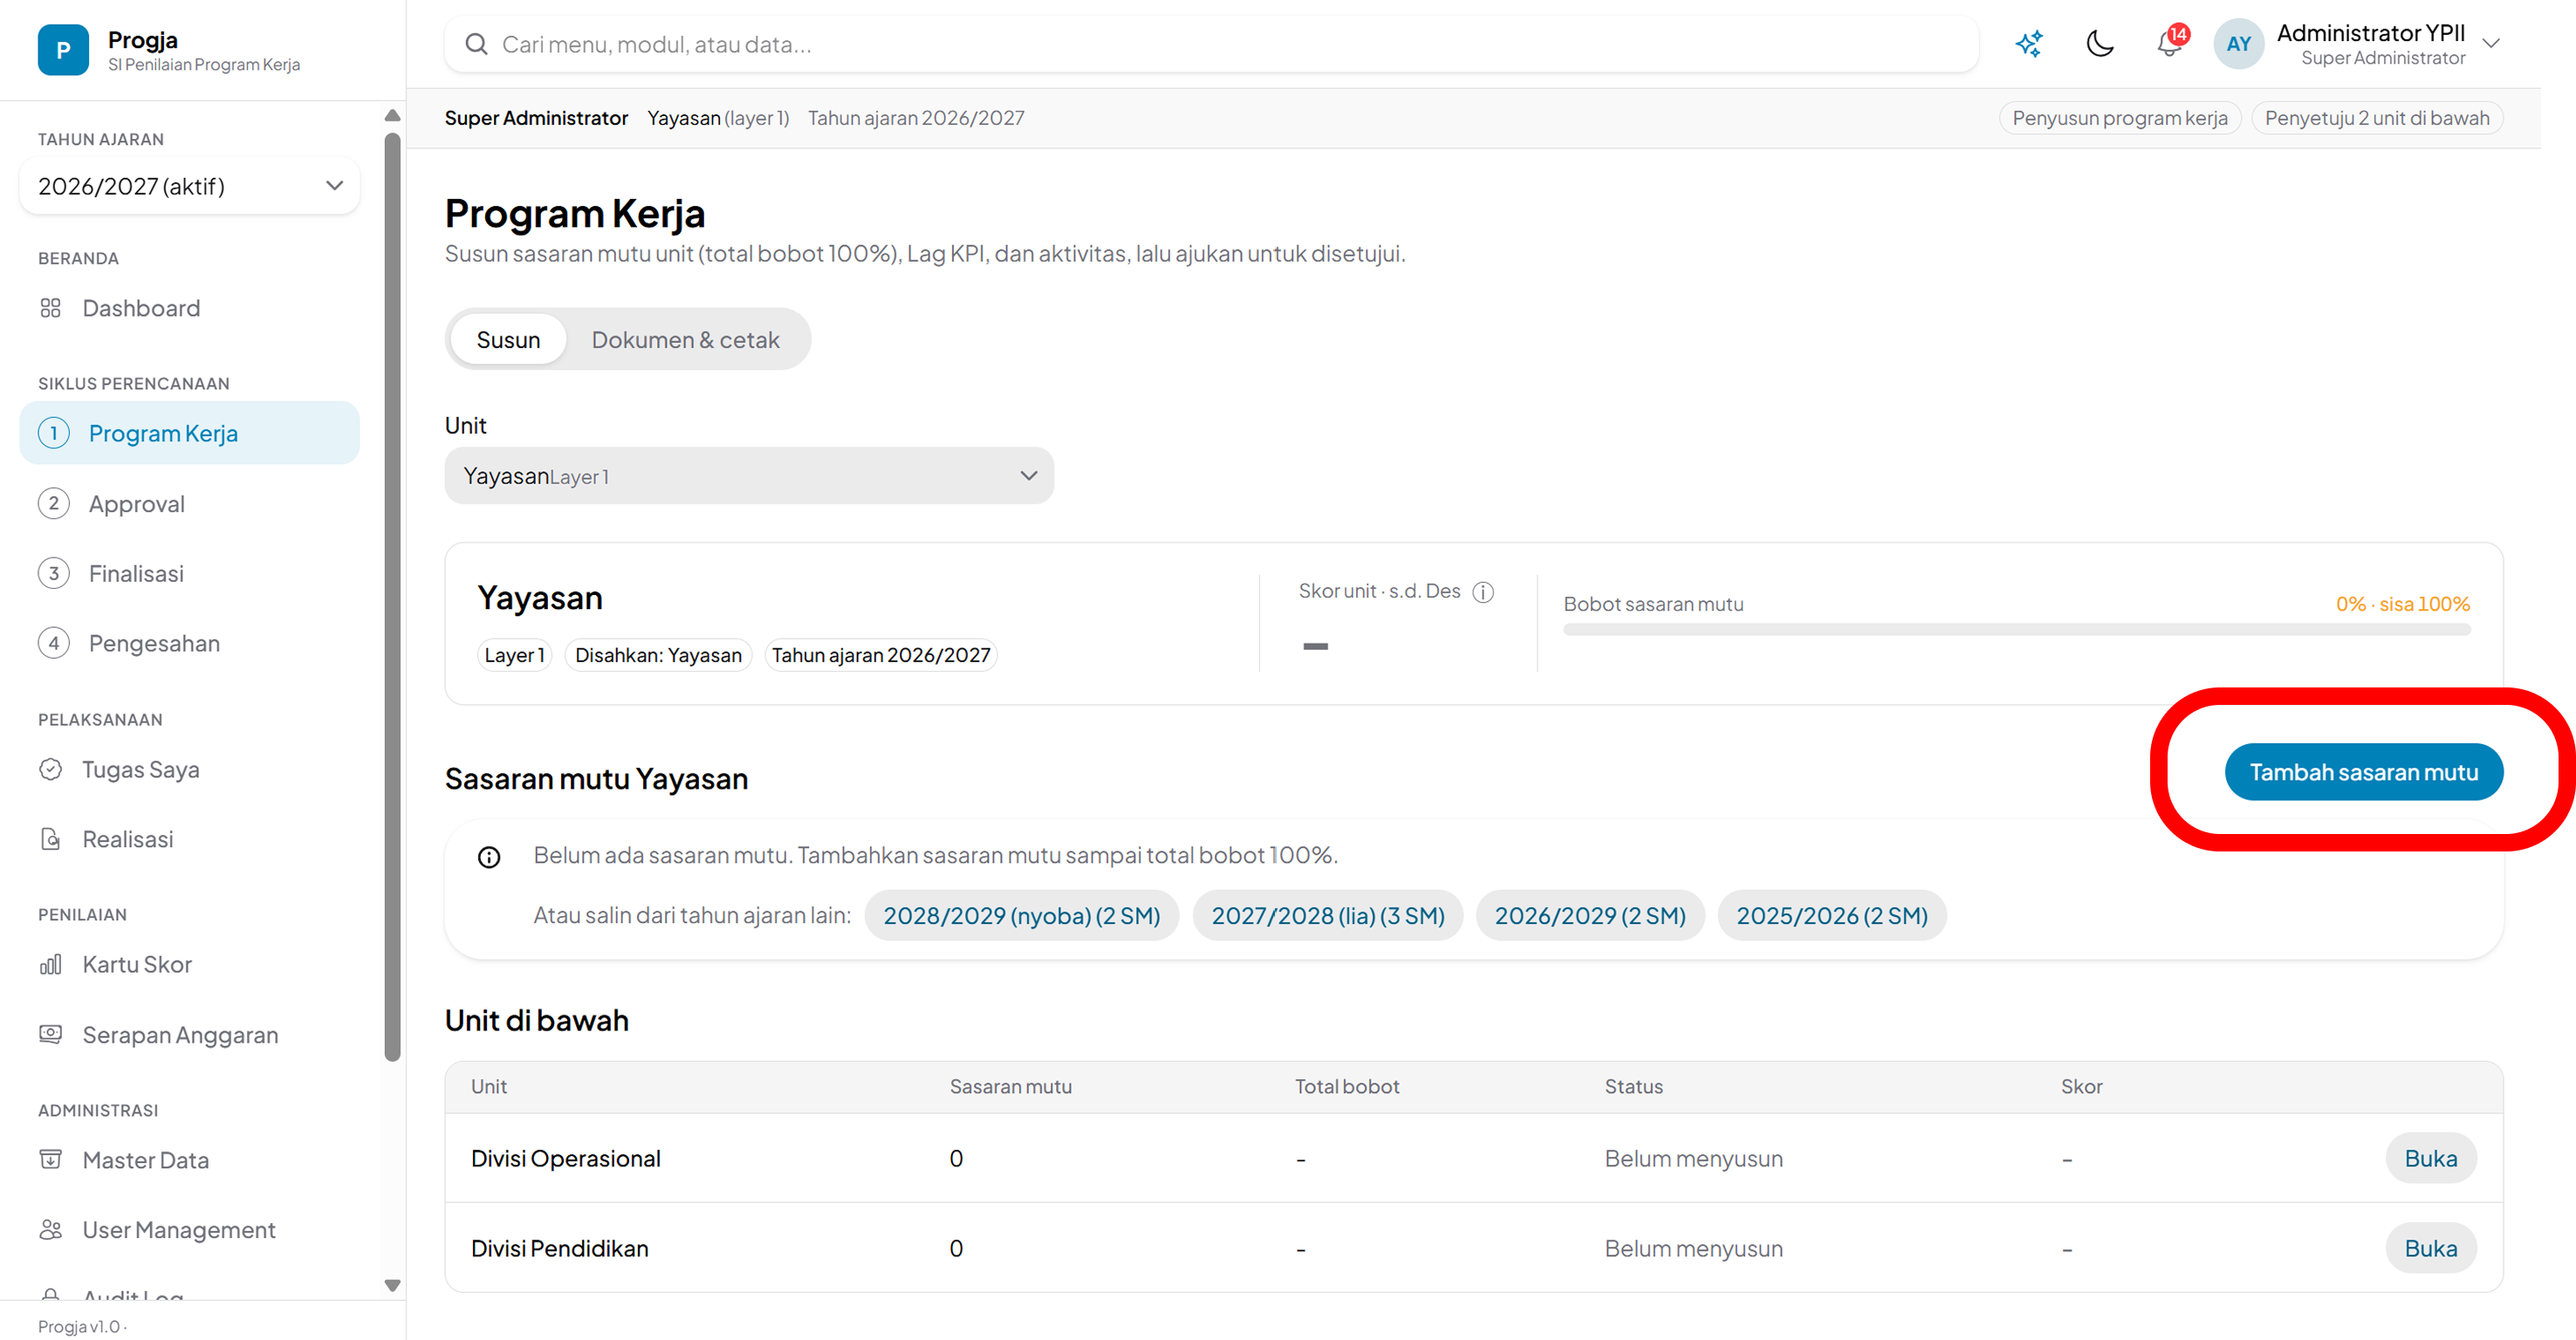 P
Progja
SI Penilaian Program Kerja
TAHUN AJARAN
2026/2027 (aktif)
BERANDA
Dashboard
SIKLUS PERENCANAAN
1 Program Kerja
2 Approval
3 Finalisasi
4 Pengesahan
PELAKSANAAN
Tugas Saya
Realisasi
PENILAIAN
Kartu Skor
Serapan Anggaran
ADMINISTRASI
Master Data
User Management
Audit Log
Progja v1.0 ·
Cari menu, modul, atau data...
14
AY
Administrator YPII
Super Administrator
Super Administrator Yayasan (layer 1) Tahun ajaran 2026/2027
Penyusun program kerja
Penyetuju 2 unit di bawah
Program Kerja
Susun sasaran mutu unit (total bobot 100%), Lag KPI, dan aktivitas, lalu ajukan untuk disetujui.
Susun
Dokumen & cetak
Unit
YayasanLayer 1
Yayasan
Layer 1
Disahkan: Yayasan
Tahun ajaran 2026/2027
Skor unit · s.d. Des
–
Bobot sasaran mutu
0% · sisa 100%
Sasaran mutu Yayasan
Tambah sasaran mutu
Belum ada sasaran mutu. Tambahkan sasaran mutu sampai total bobot 100%.
Atau salin dari tahun ajaran lain: 2028/2029 (nyoba) (2 SM) 2027/2028 (lia) (3 SM) 2026/2029 (2 SM) 2025/2026 (2 SM)
Unit di bawah
Unit Sasaran mutu Total bobot Status Skor
Divisi Operasional 0 - Belum menyusun - Buka
Divisi Pendidikan 0 - Belum menyusun - Buka